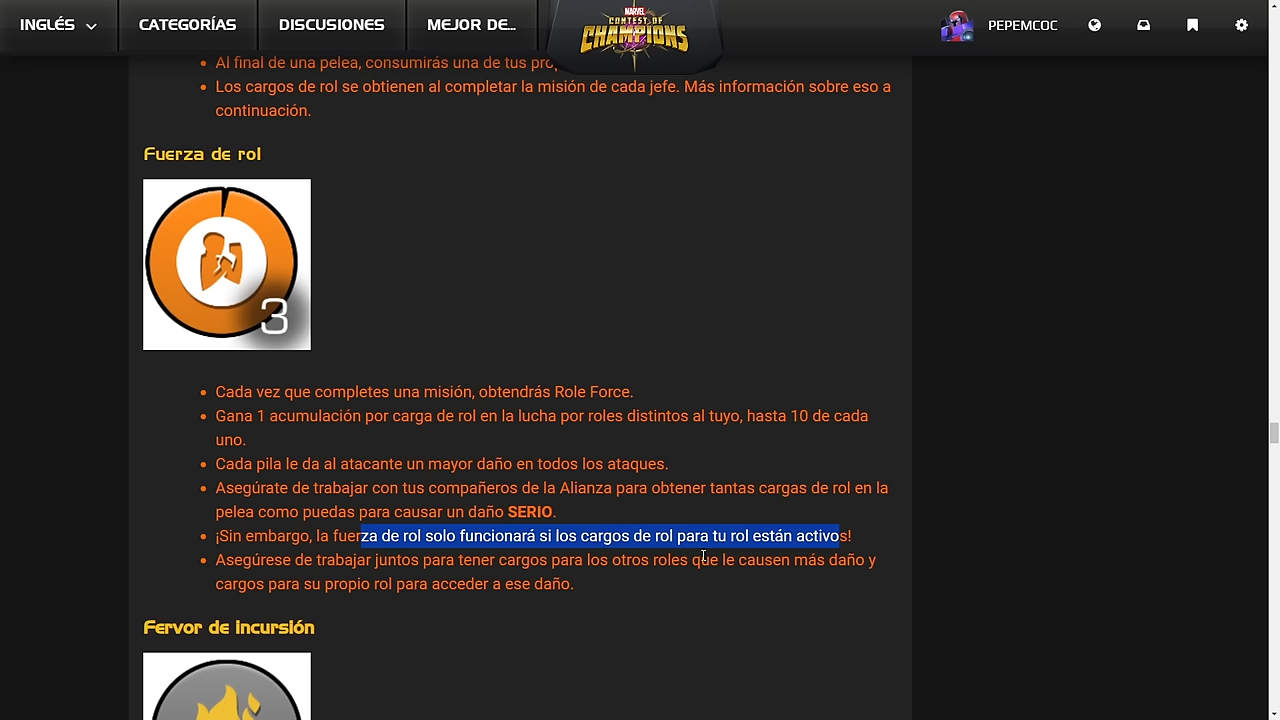 INGLÉS
CATEGORÍAS
DISCUSIONES
MEJOR DE...
MARVEL
CONTEST OF
CHAMPIONS
PEPEMCOC
Al final de una pelea, consumirás una de tus
Los cargos de rol se obtienen al completar la misión de cada jefe. Más información sobre eso a
continuación.
Fuerza de rol
3
Cada vez que completes una misión, obtendrás Role Force.
Gana 1 acumulación por carga de rol en la lucha por roles distintos al tuyo, hasta 10 de cada
uno.
Cada pila le da al atacante un mayor daño en todos los ataques.
Asegúrate de trabajar con tus compañeros de la Alianza para obtener tantas cargas de rol en la
pelea como puedas para causar un daño SERIO.
¡Sin embargo, la fuerza de rol solo funcionará si los cargos de rol para tu rol están activos!
Asegúrese de trabajar juntos para tener cargos para los otros roles que le causen más daño y
cargos para su propio rol para acceder a ese daño.
Fervor de incursión